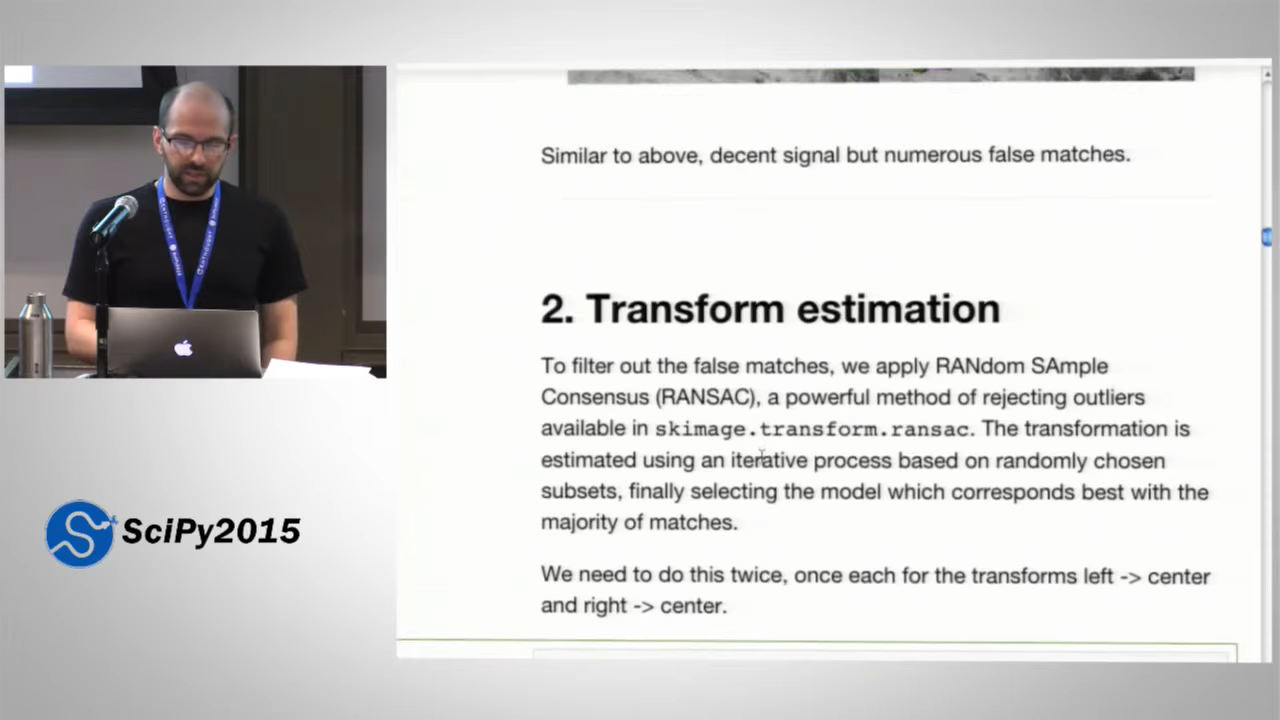 Similar to above, decent signal but numerous false matches.
2. Transform estimation
To filter out the false matches, we apply RANdom SAmple
Consensus (RANSAC), a powerful method of rejecting outliers
available in skimage.transform.ransac. The transformation is
estimated using an iterative process based on randomly chosen
subsets, finally selecting the model which corresponds best with the
majority of matches.
We need to do this twice, once each for the transforms left -> center
and right -> center.
SciPy2015